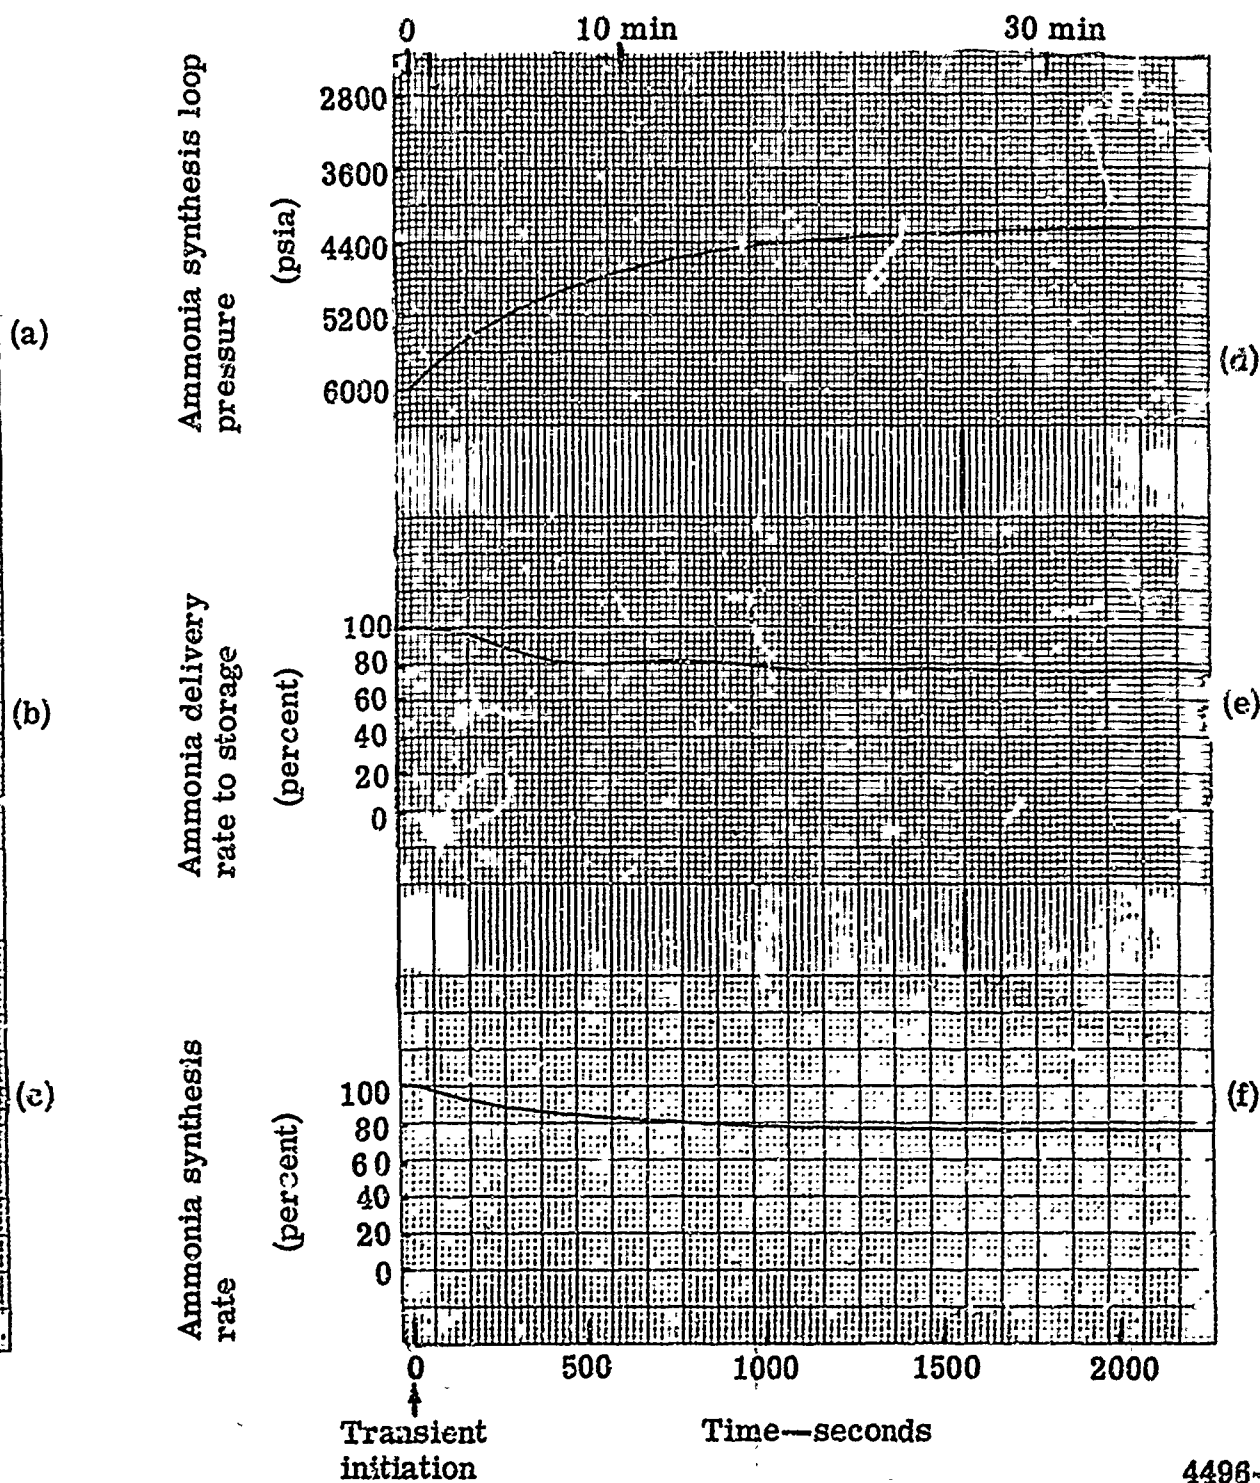 0 10 min 30 min
Ammonia synthesis loop
pressure
(psia)
2800
3600
4400
5200
6000
(a)
(d)
Ammonia delivery
rate to storage
(percent)
100
80
60
40
20
0
(b)
(e)
Ammonia synthesis
rate
(percent)
100
80
60
40
20
0
(c)
(f)
0 500 1000 1500 2000
Transient
initiation
Time—seconds
4496-